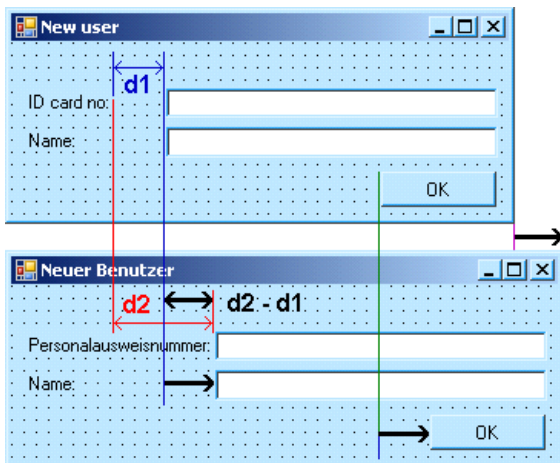 New user
d1
ID card no:
Name:
OK
Neuer Benutzer
d2 d2 - d1
Personalausweisnummer:
Name:
OK